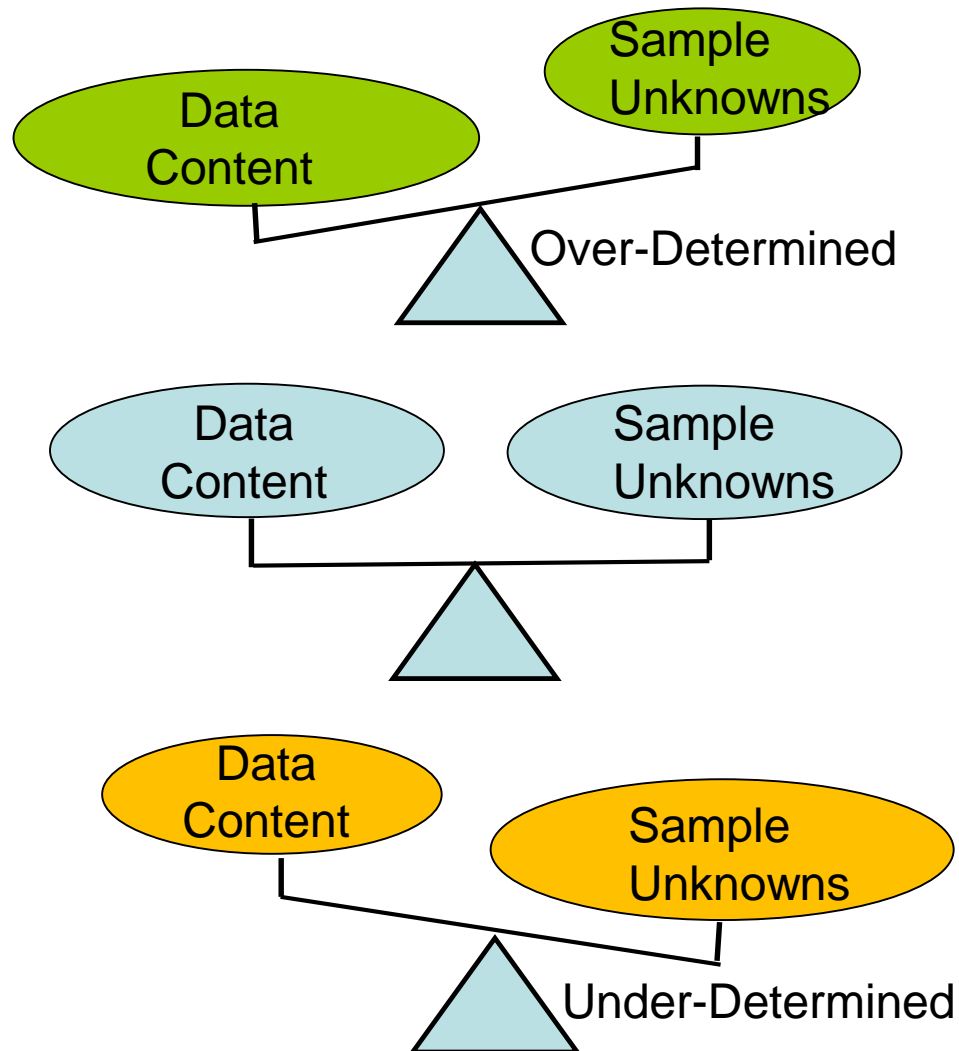 Sample
Unknowns
Data
Content
Over-Determined
Data
Content
Sample
Unknowns
Data
Content
Sample
Unknowns
Under-Determined